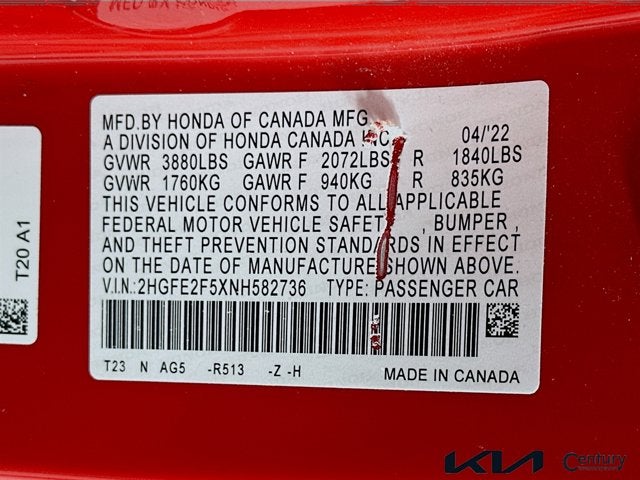 MFD.BY HONDA OF CANADA MFG.
A DIVISION OF HONDA CANADA INC. 04/'22
GVWR 3880LBS GAWR F 2072LBS R 1840LBS
GVWR 1760KG GAWR F 940KG R 835KG
THIS VEHICLE CONFORMS TO ALL APPLICABLE
FEDERAL MOTOR VEHICLE SAFETY, BUMPER,
AND THEFT PREVENTION STANDARDS IN EFFECT
ON THE DATE OF MANUFACTURE SHOWN ABOVE.
V.I.N.:2HGFE2F5XNH582736 TYPE: PASSENGER CAR
T23 N AG5 -R513 -Z -H
MADE IN CANADA
T20 A1
KIA Century